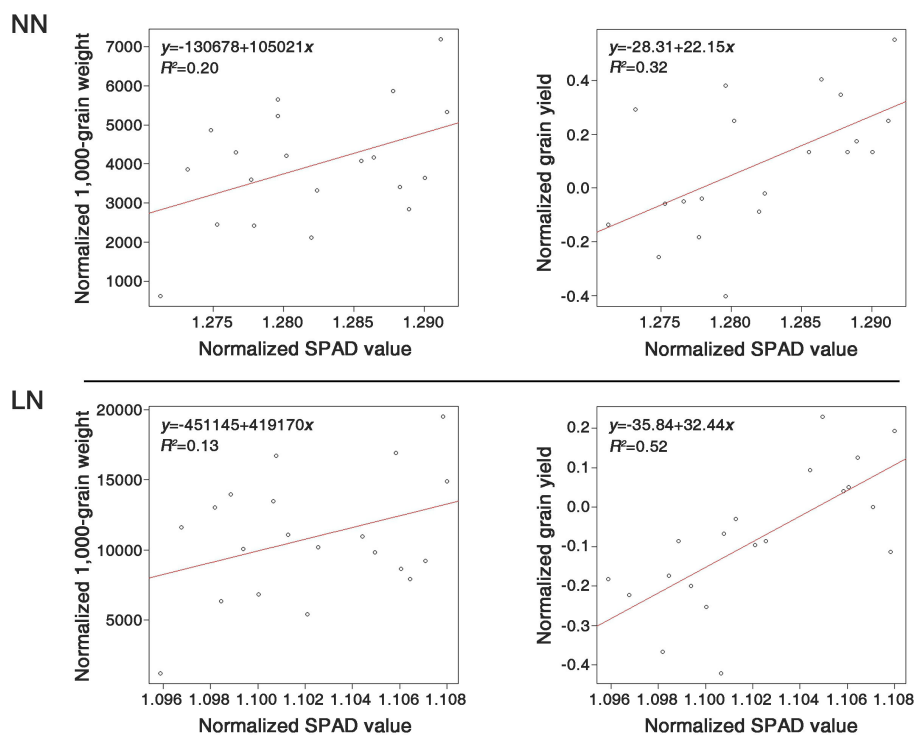 NN
y=-130678+105021x
R²=0.20
Normalized 1,000-grain weight
7000
6000
5000
4000
3000
2000
1000
1.275 1.280 1.285 1.290
Normalized SPAD value
y=-28.31+22.15x
R²=0.32
Normalized grain yield
0.4
0.2
0.0
-0.2
-0.4
1.275 1.280 1.285 1.290
Normalized SPAD value
LN
y=-451145+419170x
R²=0.13
Normalized 1,000-grain weight
20000
15000
10000
5000
1.096 1.098 1.100 1.102 1.104 1.106 1.108
Normalized SPAD value
y=-35.84+32.44x
R²=0.52
Normalized grain yield
0.2
0.1
0.0
-0.1
-0.2
-0.3
-0.4
1.096 1.098 1.100 1.102 1.104 1.106 1.108
Normalized SPAD value